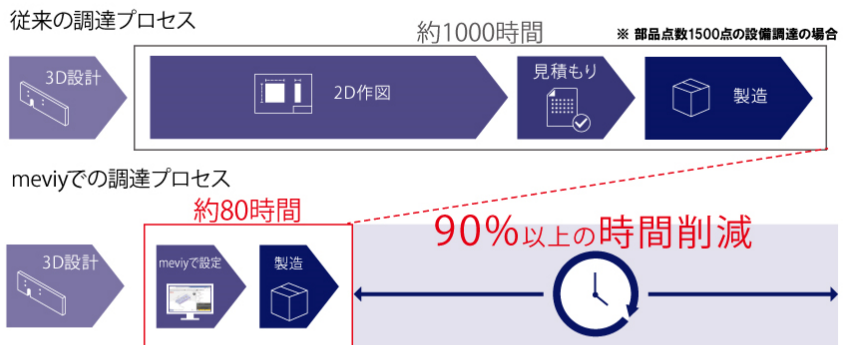 従来の調達プロセス
約1000時間
※ 部品点数1500点の設備調達の場合
3D設計
2D作図
見積もり
製造
meviyでの調達プロセス
約80時間
90%以上の時間削減
3D設計
meviyで設定
製造